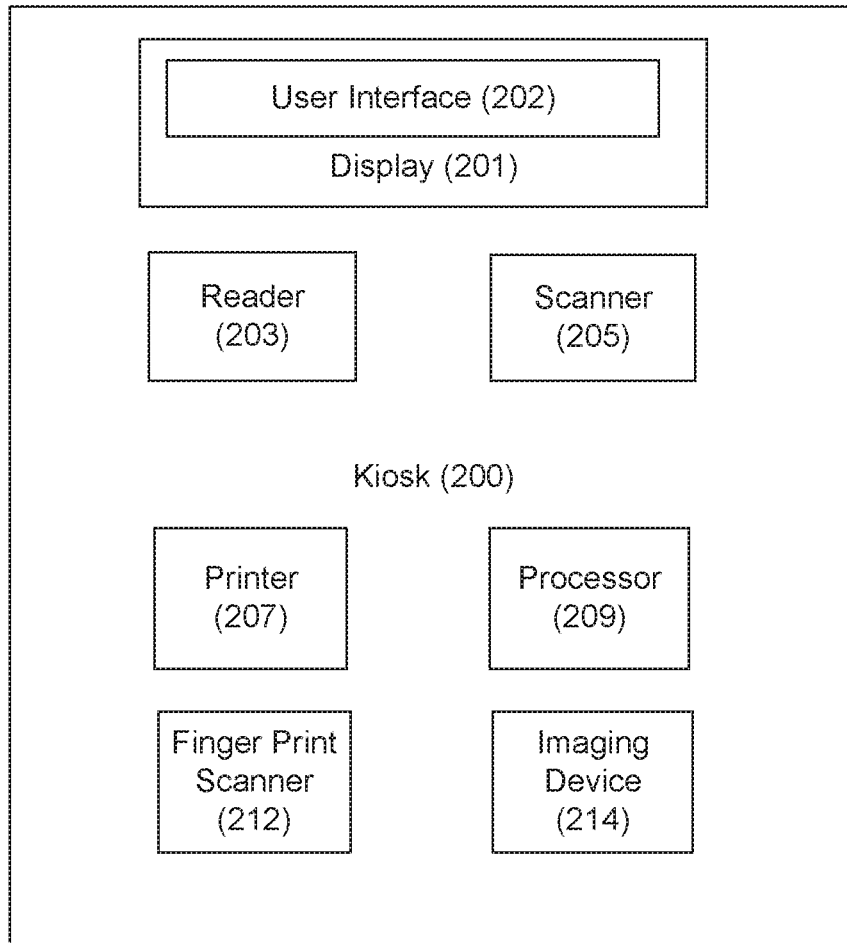 User Interface (202)
Display (201)
Reader
(203)
Scanner
(205)
Kiosk (200)
Printer
(207)
Processor
(209)
Finger Print
Scanner
(212)
Imaging
Device
(214)